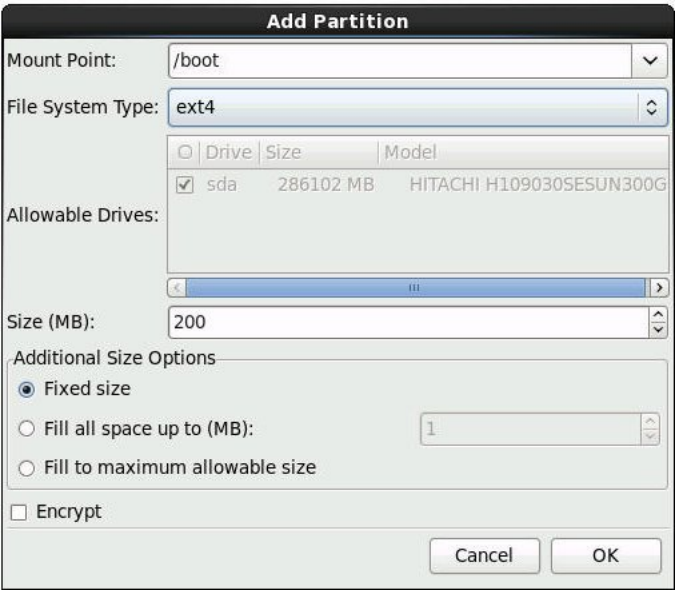 Add Partition
Mount Point: /boot
File System Type: ext4
Drive Size Model
sda 286102 MB HITACHI H109030SESUN300G
Allowable Drives:
Size (MB): 200
Additional Size Options
Fixed size
Fill all space up to (MB): 1
Fill to maximum allowable size
Encrypt
Cancel OK